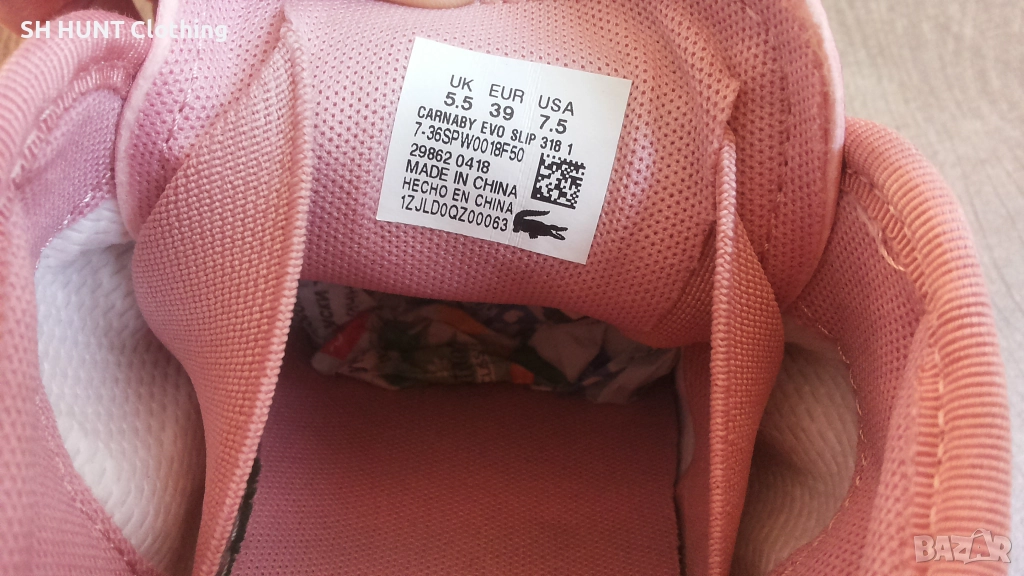 SH HUNT Clothing
UK EUR USA
5.5 39 7.5
CARNABY EVO SLIP 318 1
7-36SPW0018F50
29862 0418
MADE IN CHINA
HECHO EN CHINA
1ZJLD0QZ00063
BAZAR